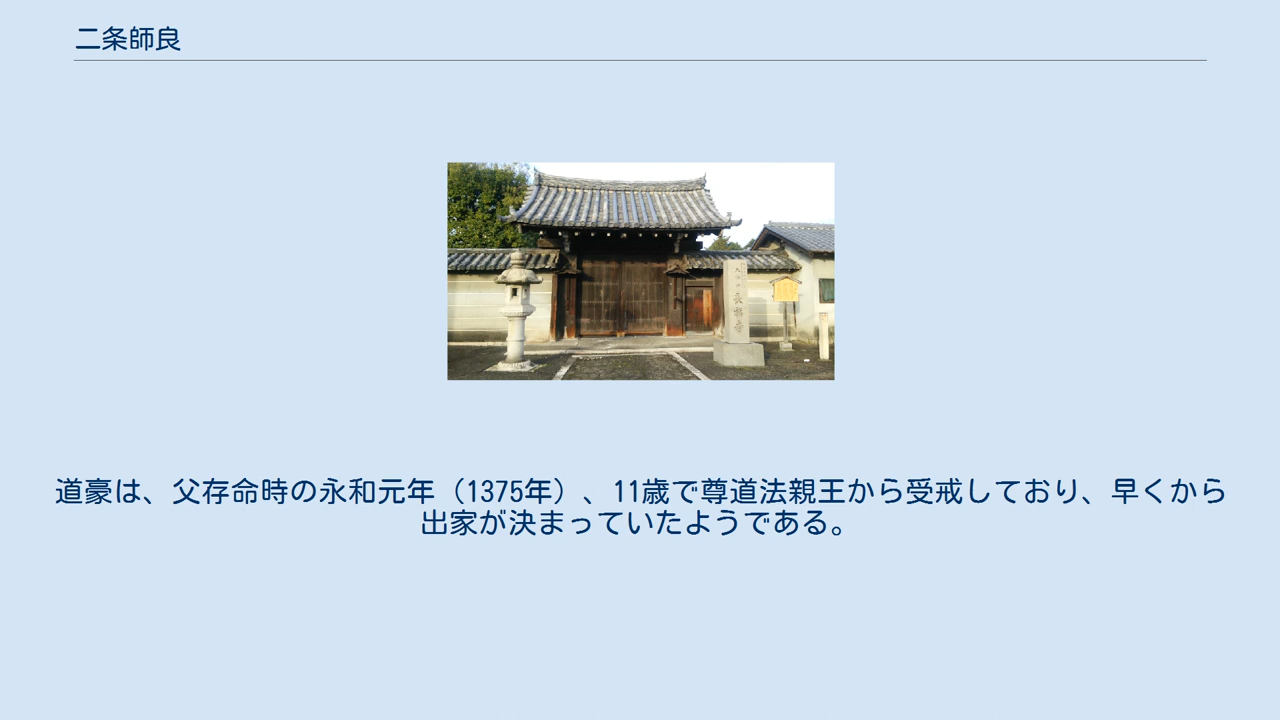 二条師良
道豪は、父存命時の永和元年（1375年）、11歳で尊道法親王から受戒しており、早くから
出家が決まっていたようである。